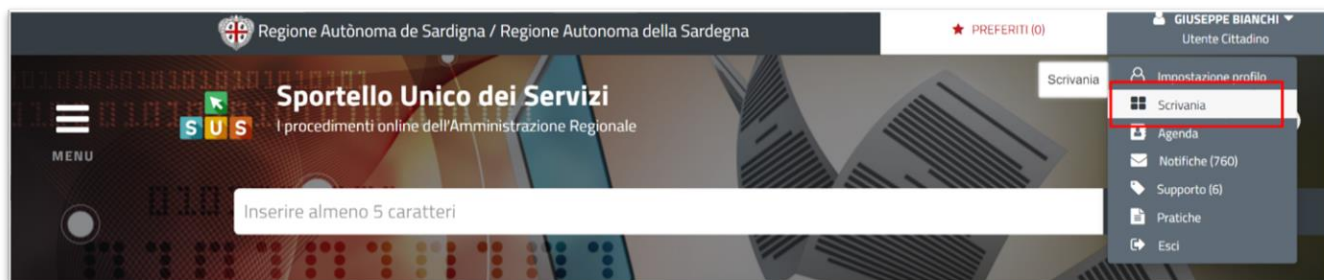 Regione Autònoma de Sardigna / Regione Autonoma della Sardegna
PREFERITI (0)
GIUSEPPE BIANCHI
Utente Cittadino
Sportello Unico dei Servizi
I procedimenti online dell'Amministrazione Regionale
SUS
MENU
Inserire almeno 5 caratteri
Scrivania
Impostazione profilo
Scrivania
Agenda
Notifiche (760)
Supporto (6)
Pratiche
Esci